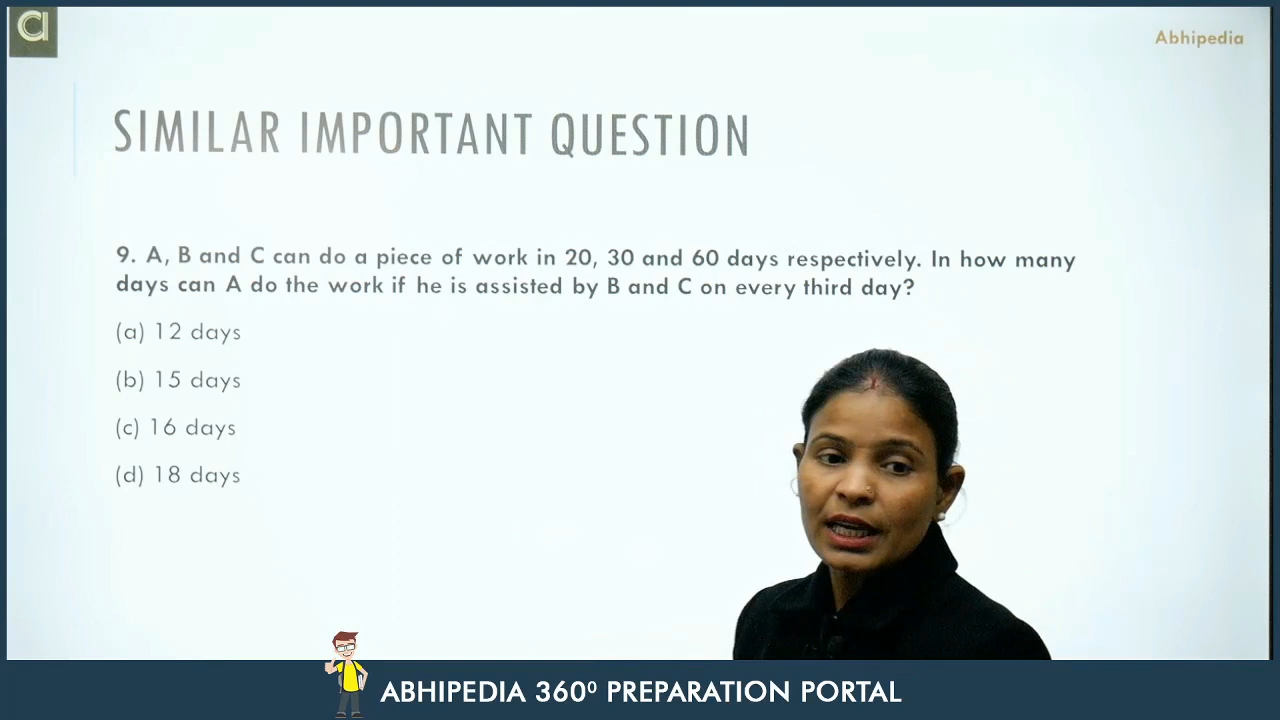 a
Abhipedia
SIMILAR IMPORTANT QUESTION
9. A, B and C can do a piece of work in 20, 30 and 60 days respectively. In how many
days can A do the work if he is assisted by B and C on every third day?
(a) 12 days
(b) 15 days
(c) 16 days
(d) 18 days
ABHIPEDIA 360⁰ PREPARATION PORTAL